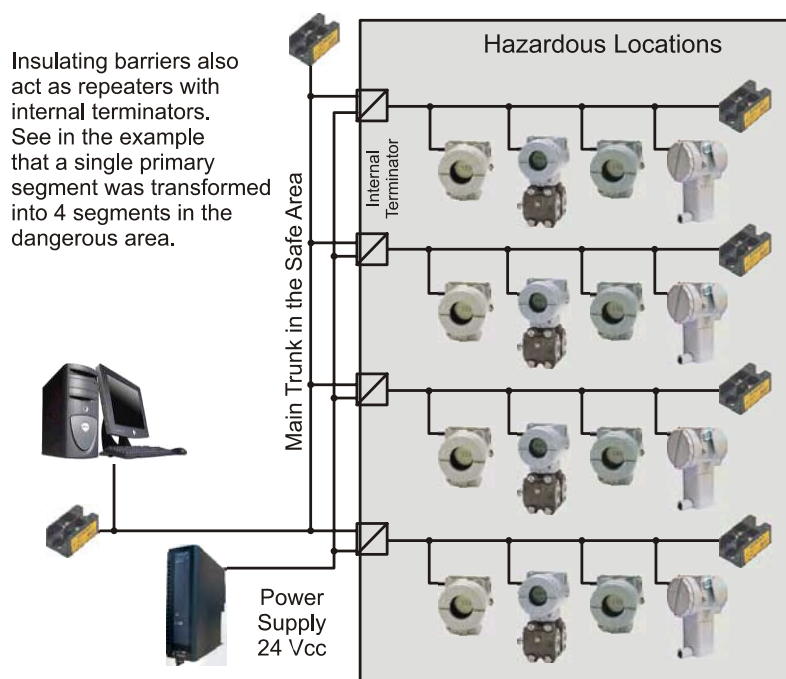 Insulating barriers also
act as repeaters with
internal terminators.
See in the example
that a single primary
segment was transformed
into 4 segments in the
dangerous area.
Hazardous Locations
Internal
Terminator
Main Trunk in the Safe Area
Power
Supply
24 Vcc